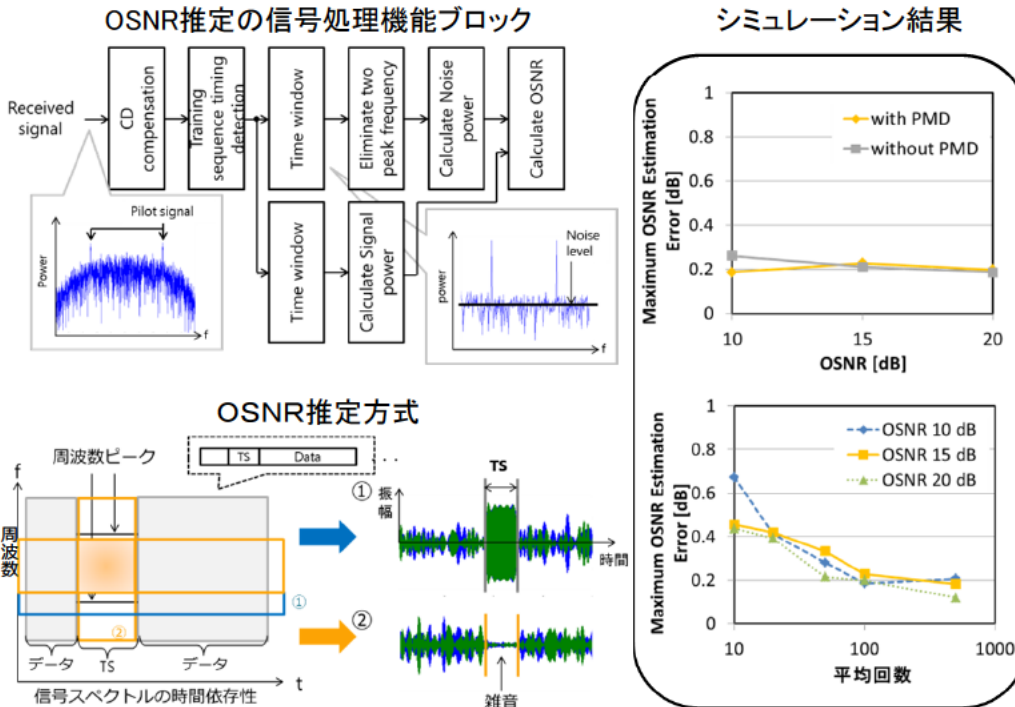 OSNR推定の信号処理機能ブロック
Received
signal
CD
compensation
Training
sequence timing
detection
Time window
Eliminate two
peak frequency
Calculate Noise
power
Calculate OSNR
Time window
Calculate Signal
power
Pilot signal
Power
f
Noise
level
power
f
シミュレーション結果
Maximum OSNR Estimation
Error [dB]
1
0.8
0.6
0.4
0.2
0
with PMD
without PMD
10
15
20
OSNR [dB]
Maximum OSNR Estimation
Error [dB]
1
0.8
0.6
0.4
0.2
0
OSNR 10 dB
OSNR 15 dB
OSNR 20 dB
10
100
1000
平均回数
OSNR推定方式
周波数ピーク
f
周波数
TS
Data
. . .
①
②
データ
TS
データ
t
信号スペクトルの時間依存性
①
振幅
TS
時間
②
雑音